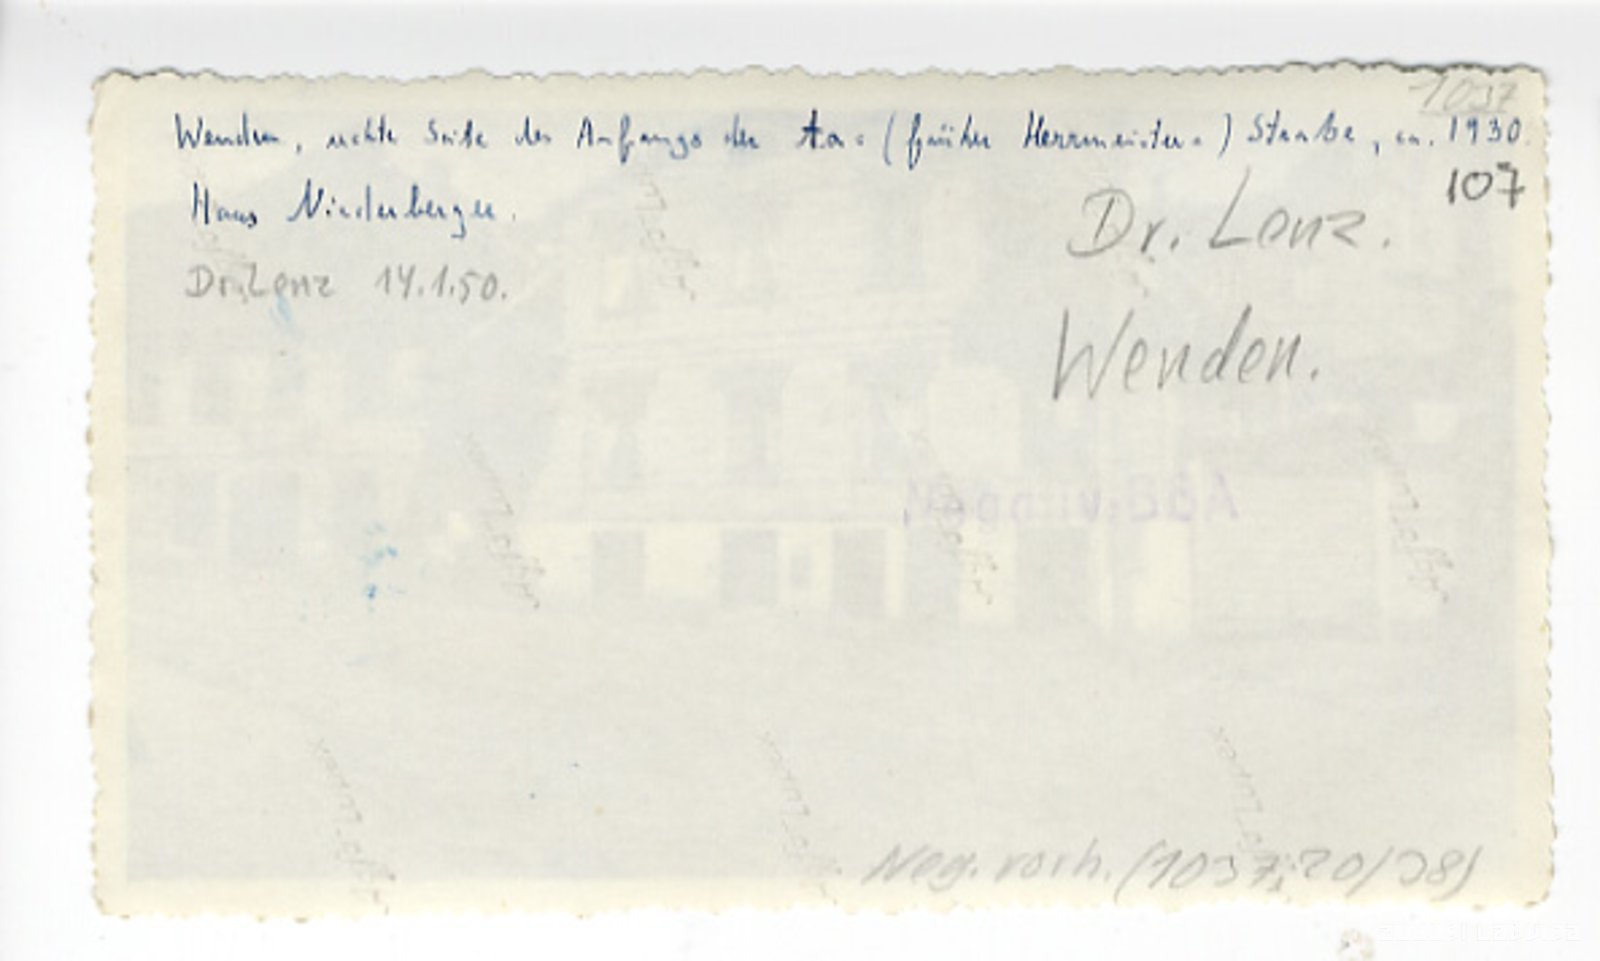 1037
Wenden, rechte Seite des Anfangs der (früher Herrmeister-) Straße, ca. 1930.
107
Haus Niederberger.
Dr. Lenz.
Dr. Lenz 14.1.50.
Wenden.
Neg. vorh. (1037; 20/38)